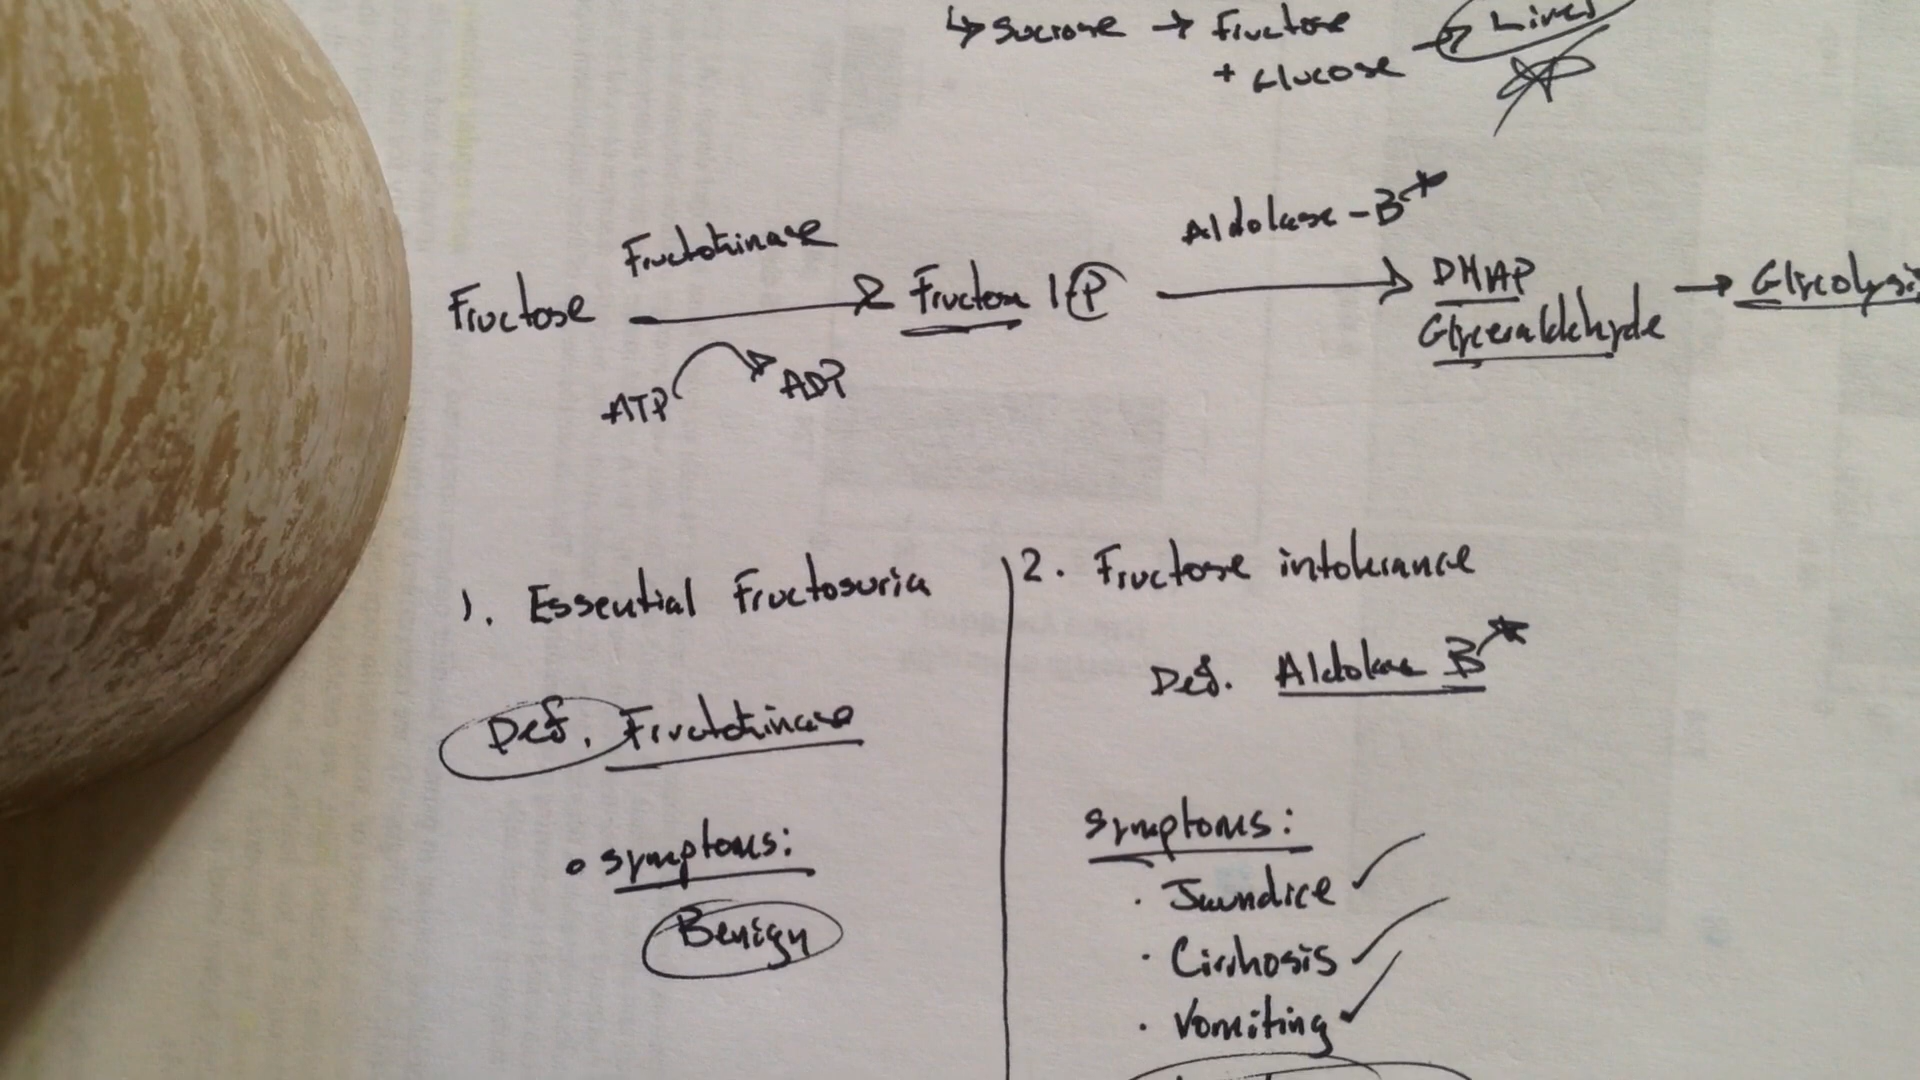 ↳ Sucrose → Fructose → Liver
+ Glucose
Fructokinase
Aldolase-B
Fructose → Fructose 1-P → DHAP → Glycolysis
Glyceraldehyde
ATP → ADP
1. Essential Fructosuria
Def. Fructokinase
symptoms:
Benign
2. Fructose intolerance
Def. Aldolase B
symptoms:
· Jaundice ✓
· Cirrhosis ✓
· Vomiting ✓